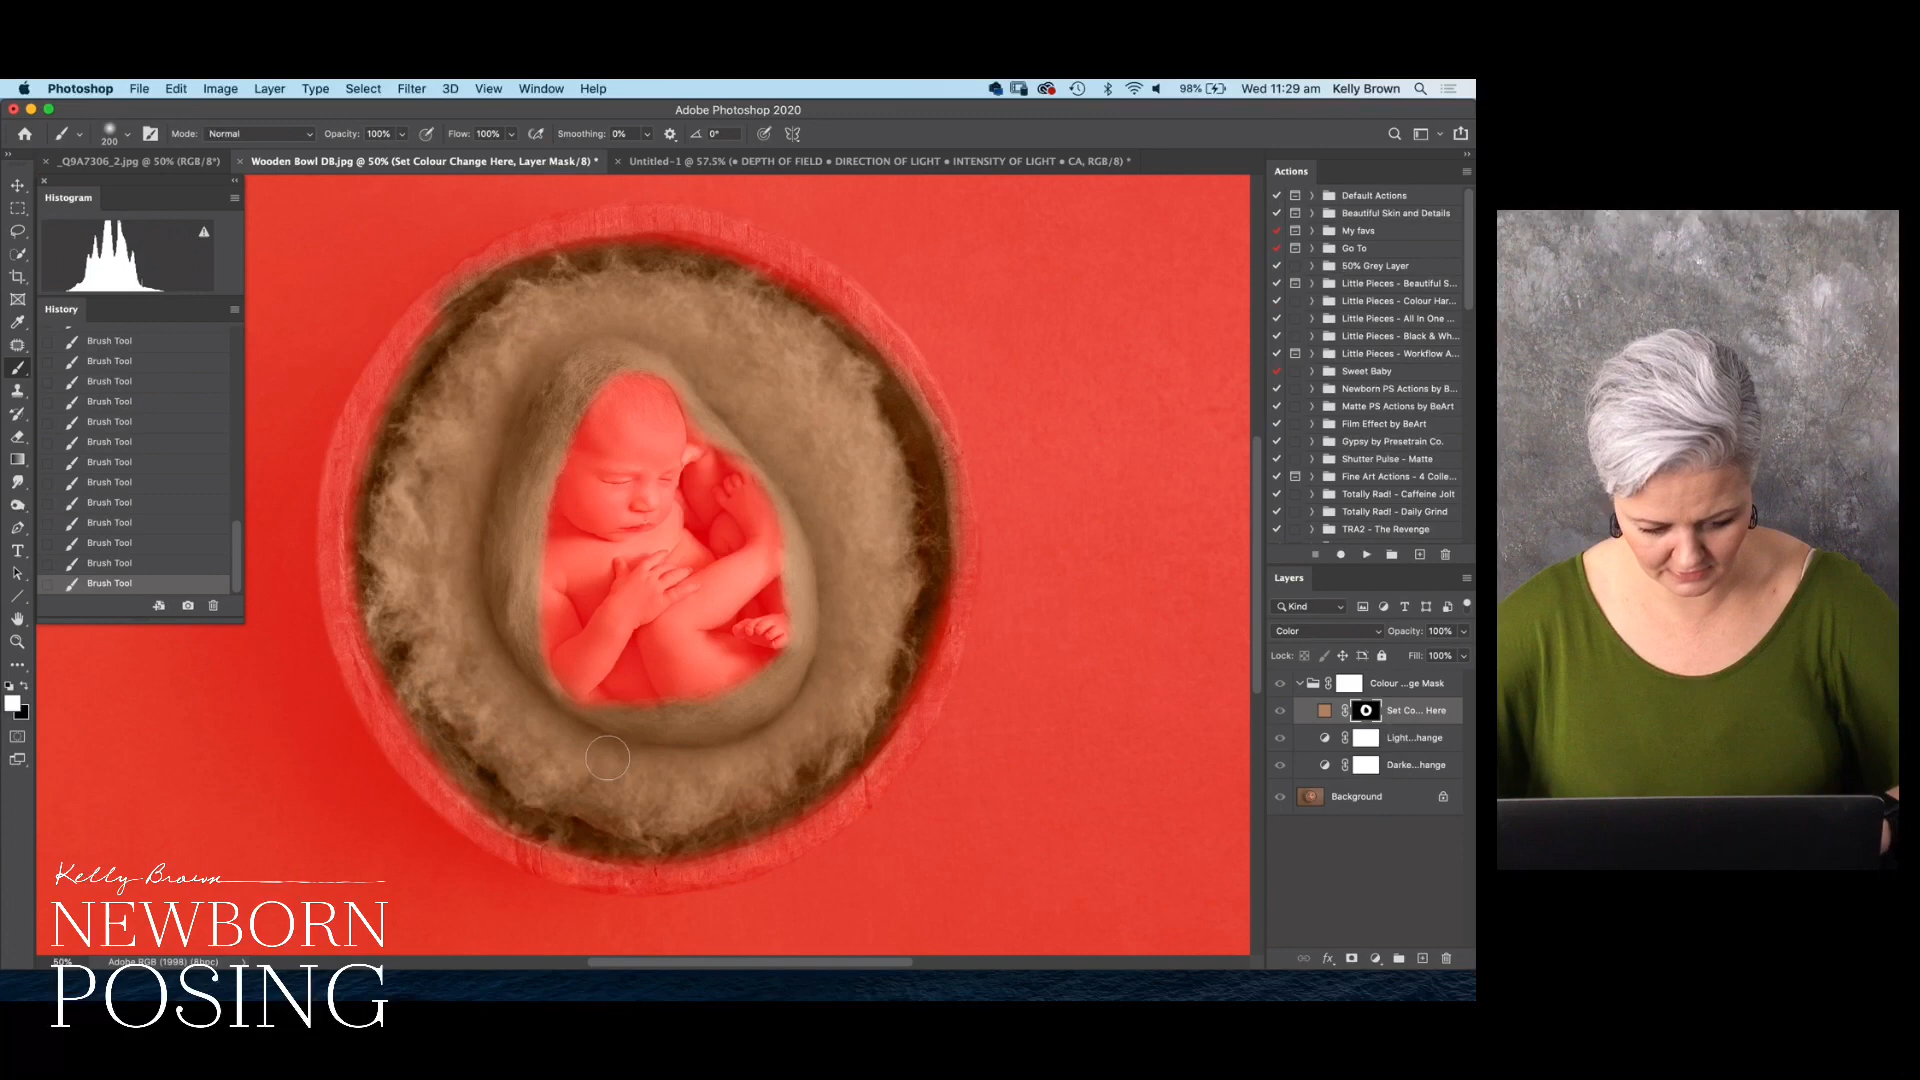 Photoshop File Edit Image Layer Type Select Filter 3D View Window Help 98% Wed 11:29 am Kelly Brown
Adobe Photoshop 2020
200 Mode: Normal Opacity: 100% Flow: 100% Smoothing: 0% 0°
_Q9A7306_2.jpg @ 50% (RGB/8*) Wooden Bowl DB.jpg @ 50% (Set Colour Change Here, Layer Mask/8) * Untitled-1 @ 57.5% (● DEPTH OF FIELD ● DIRECTION OF LIGHT ● INTENSITY OF LIGHT ● CA, RGB/8) *
Histogram
History
Brush Tool
Brush Tool
Brush Tool
Brush Tool
Brush Tool
Brush Tool
Brush Tool
Brush Tool
Brush Tool
Brush Tool
Brush Tool
Brush Tool
Brush Tool
Actions
Default Actions
Beautiful Skin and Details
My favs
Go To
50% Grey Layer
Little Pieces - Beautiful S...
Little Pieces - Colour Har...
Little Pieces - All In One ...
Little Pieces - Black & Wh...
Little Pieces - Workflow A...
Sweet Baby
Newborn PS Actions by B...
Matte PS Actions by BeArt
Film Effect by BeArt
Gypsy by Presetrain Co.
Shutter Pulse - Matte
Fine Art Actions - 4 Colle...
Totally Rad! - Caffeine Jolt
Totally Rad! - Daily Grind
TRA2 - The Revenge
Layers
Kind
Color Opacity: 100%
Lock: Fill: 100%
Colour ...ge Mask
Set Co... Here
Light...hange
Darke...hange
Background
50% Adobe RGB (1998) (8bpc)
Kelly Brown
NEWBORN
POSING